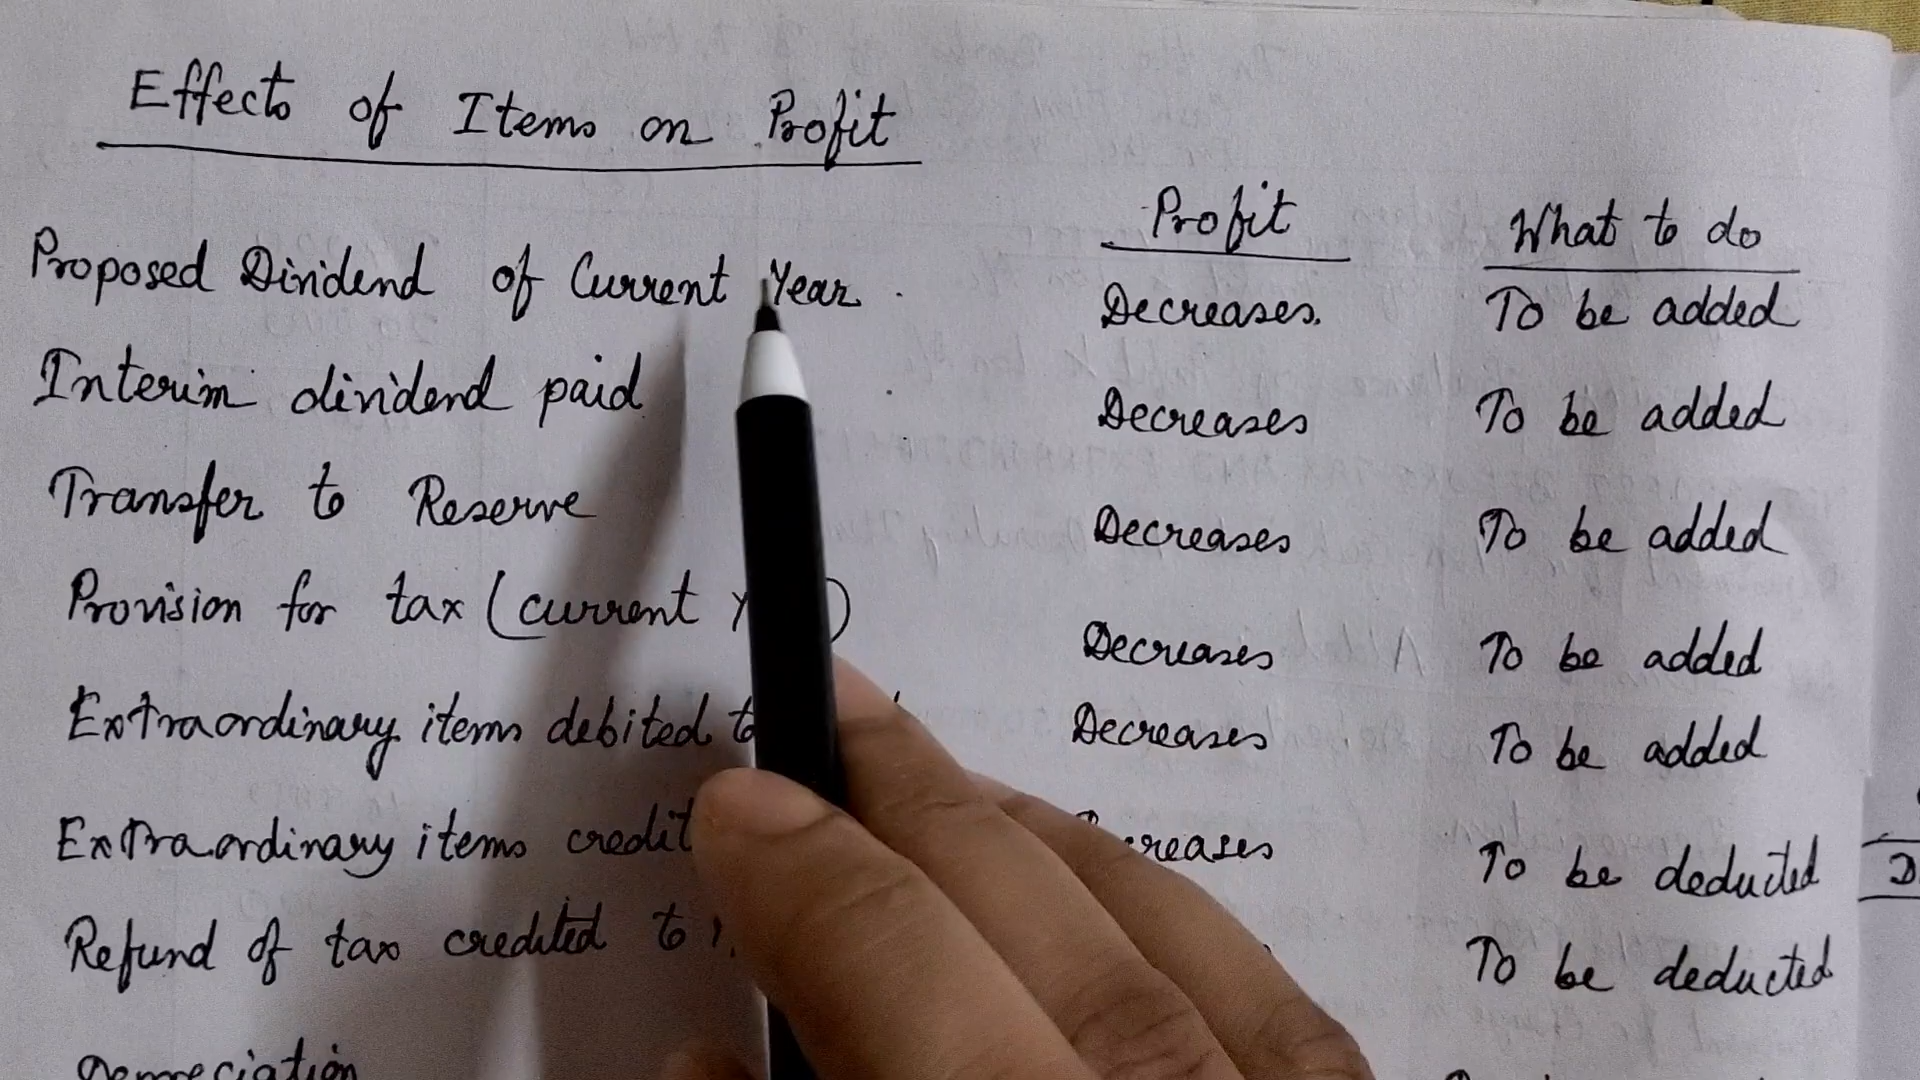 Effects of Items on Profit
Profit What to do
Proposed Dividend of Current Year. Decreases. To be added
Interim dividend paid Decreases To be added
Transfer to Reserve Decreases To be added
Provision for tax (current Decreases To be added
Extraordinary items debited to Decreases To be added
Extraordinary items credit To be deducted
Refund of tax credited to To be deducted
Depreciation